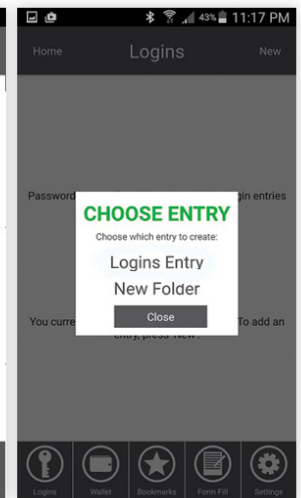 43% 11:17 PM
Home Logins New
Password gin entries
CHOOSE ENTRY
Choose which entry to create:
Logins Entry
New Folder
You curre To add an
Close
entry, press 'New'.
Logins Wallet Bookmarks Form Fill Settings